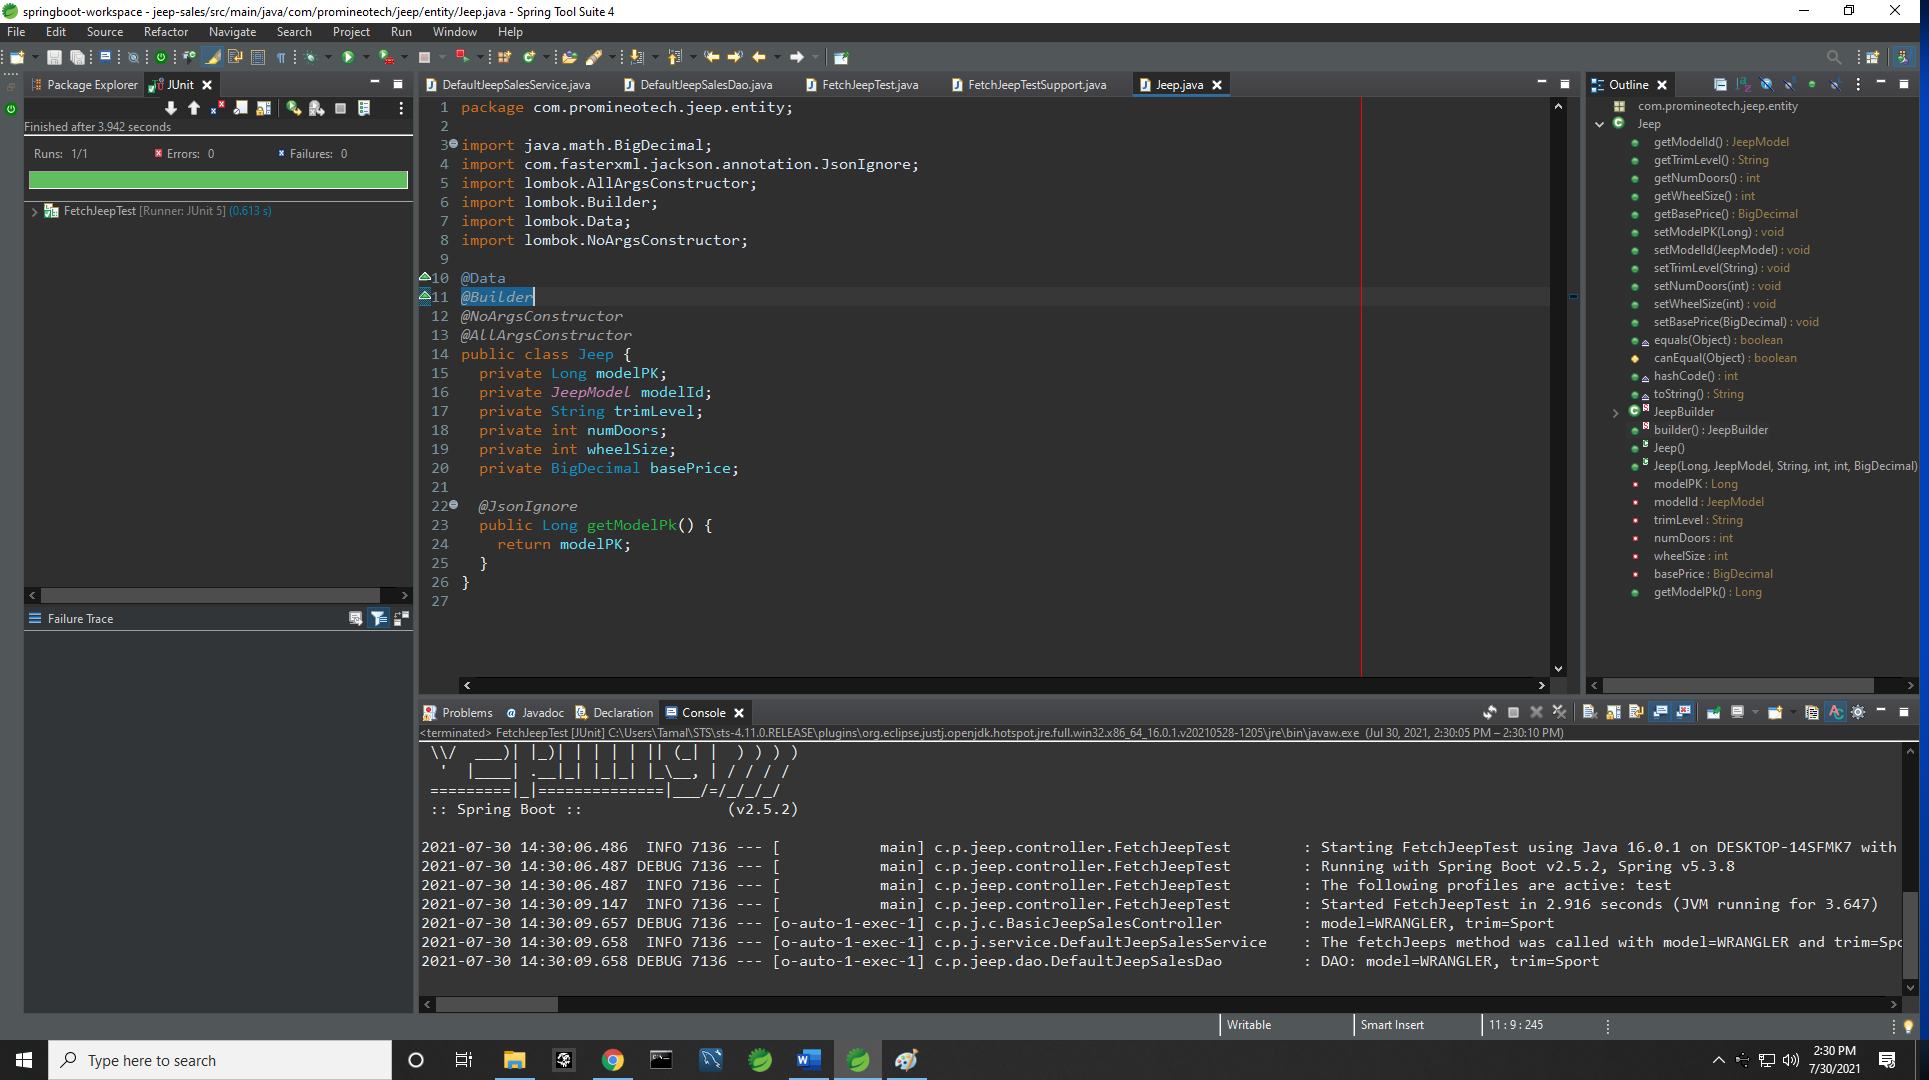 springboot-workspace - jeep-sales/src/main/java/com/promineotech/jeep/entity/Jeep.java - Spring Tool Suite 4
File Edit Source Refactor Navigate Search Project Run Window Help
Package Explorer JUnit
Finished after 3.942 seconds
Runs: 1/1 Errors: 0 Failures: 0
FetchJeepTest [Runner: JUnit 5] (0.613 s)
Failure Trace
DefaultJeepSalesService.java DefaultJeepSalesDao.java FetchJeepTest.java FetchJeepTestSupport.java Jeep.java
1 package com.promineotech.jeep.entity;
2
3 import java.math.BigDecimal;
4 import com.fasterxml.jackson.annotation.JsonIgnore;
5 import lombok.AllArgsConstructor;
6 import lombok.Builder;
7 import lombok.Data;
8 import lombok.NoArgsConstructor;
9
10 @Data
11 @Builder
12 @NoArgsConstructor
13 @AllArgsConstructor
14 public class Jeep {
15 private Long modelPK;
16 private JeepModel modelId;
17 private String trimLevel;
18 private int numDoors;
19 private int wheelSize;
20 private BigDecimal basePrice;
21
22 @JsonIgnore
23 public Long getModelPk() {
24 return modelPK;
25 }
26 }
27
Outline
com.promineotech.jeep.entity
Jeep
getModelId() : JeepModel
getTrimLevel() : String
getNumDoors() : int
getWheelSize() : int
getBasePrice() : BigDecimal
setModelPK(Long) : void
setModelId(JeepModel) : void
setTrimLevel(String) : void
setNumDoors(int) : void
setWheelSize(int) : void
setBasePrice(BigDecimal) : void
equals(Object) : boolean
canEqual(Object) : boolean
hashCode() : int
toString() : String
JeepBuilder
builder() : JeepBuilder
Jeep()
Jeep(Long, JeepModel, String, int, int, BigDecimal)
modelPK : Long
modelId : JeepModel
trimLevel : String
numDoors : int
wheelSize : int
basePrice : BigDecimal
getModelPk() : Long
Problems Javadoc Declaration Console
<terminated> FetchJeepTest [JUnit] C:\Users\Tamal\STS\sts-4.11.0.RELEASE\plugins\org.eclipse.justj.openjdk.hotspot.jre.full.win32.x86_64_16.0.1.v20210528-1205\jre\bin\javaw.exe (Jul 30, 2021, 2:30:05 PM – 2:30:10 PM)
\\/  ___)| |_)| | | | | || (_| |  ) ) ) )
'  |____| .__|_| |_|_| |_\__, | / / / /
=========|_|==============|___/=/_/_/_/
:: Spring Boot :: (v2.5.2)
2021-07-30 14:30:06.486 INFO 7136 --- [ main] c.p.jeep.controller.FetchJeepTest : Starting FetchJeepTest using Java 16.0.1 on DESKTOP-14SFMK7 with
2021-07-30 14:30:06.487 DEBUG 7136 --- [ main] c.p.jeep.controller.FetchJeepTest : Running with Spring Boot v2.5.2, Spring v5.3.8
2021-07-30 14:30:06.487 INFO 7136 --- [ main] c.p.jeep.controller.FetchJeepTest : The following profiles are active: test
2021-07-30 14:30:09.147 INFO 7136 --- [ main] c.p.jeep.controller.FetchJeepTest : Started FetchJeepTest in 2.916 seconds (JVM running for 3.647)
2021-07-30 14:30:09.657 DEBUG 7136 --- [o-auto-1-exec-1] c.p.j.c.BasicJeepSalesController : model=WRANGLER, trim=Sport
2021-07-30 14:30:09.658 INFO 7136 --- [o-auto-1-exec-1] c.p.j.service.DefaultJeepSalesService : The fetchJeeps method was called with model=WRANGLER and trim=Spo
2021-07-30 14:30:09.658 DEBUG 7136 --- [o-auto-1-exec-1] c.p.jeep.dao.DefaultJeepSalesDao : DAO: model=WRANGLER, trim=Sport
Writable Smart Insert 11 : 9 : 245
Type here to search
2:30 PM
7/30/2021